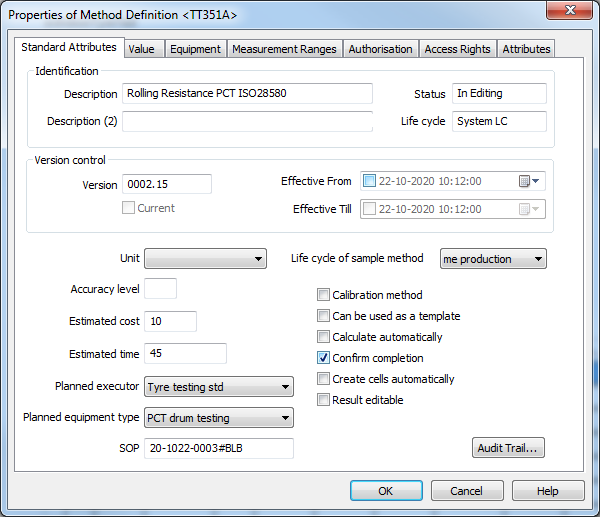 Properties of Method Definition <TT351A>
Standard Attributes Value Equipment Measurement Ranges Authorisation Access Rights Attributes
Identification
Description Rolling Resistance PCT ISO28580 Status In Editing
Description (2) Life cycle System LC
Version control
Version 0002.15 Effective From 22-10-2020 10:12:00
Current Effective Till 22-10-2020 10:12:00
Unit Life cycle of sample method me production
Accuracy level Calibration method
Can be used as a template
Estimated cost 10 Calculate automatically
Estimated time 45 Confirm completion
Planned executor Tyre testing std Create cells automatically
Result editable
Planned equipment type PCT drum testing
SOP 20-1022-0003#BLB Audit Trail...
OK Cancel Help